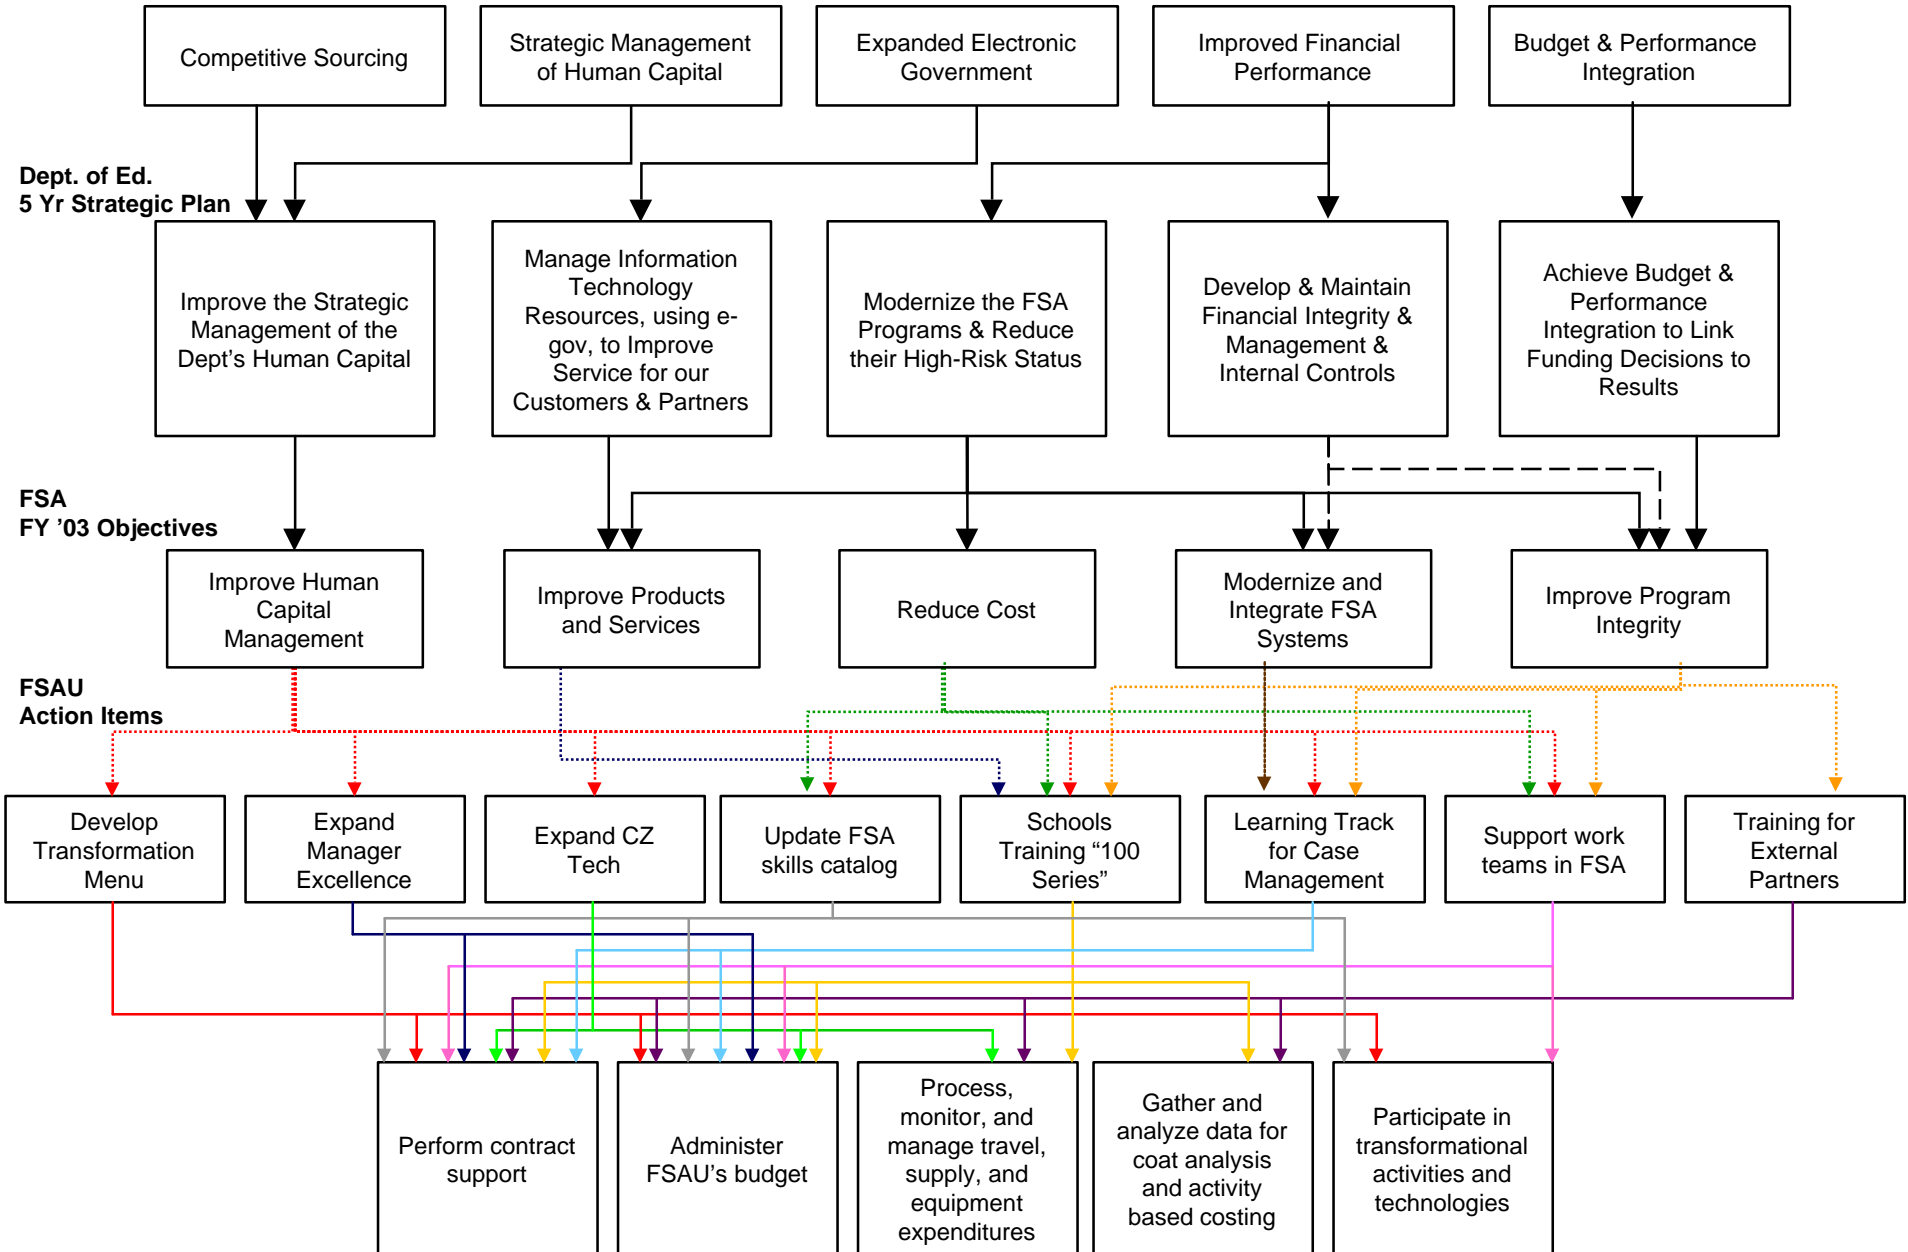 Competitive Sourcing
Strategic Management
of Human Capital
Expanded Electronic
Government
Improved Financial
Performance
Budget & Performance
Integration
Dept. of Ed.
5 Yr Strategic Plan
Improve the Strategic
Management of the
Dept’s Human Capital
Manage Information
Technology
Resources, using e-
gov, to Improve
Service for our
Customers & Partners
Modernize the FSA
Programs & Reduce
their High-Risk Status
Develop & Maintain
Financial Integrity &
Management &
Internal Controls
Achieve Budget &
Performance
Integration to Link
Funding Decisions to
Results
FSA
FY ’03 Objectives
Improve Human
Capital
Management
Improve Products
and Services
Reduce Cost
Modernize and
Integrate FSA
Systems
Improve Program
Integrity
FSAU
Action Items
Develop
Transformation
Menu
Expand
Manager
Excellence
Expand CZ
Tech
Update FSA
skills catalog
Schools
Training “100
Series”
Learning Track
for Case
Management
Support work
teams in FSA
Training for
External
Partners
Perform contract
support
Administer
FSAU’s budget
Process,
monitor, and
manage travel,
supply, and
equipment
expenditures
Gather and
analyze data for
coat analysis
and activity
based costing
Participate in
transformational
activities and
technologies